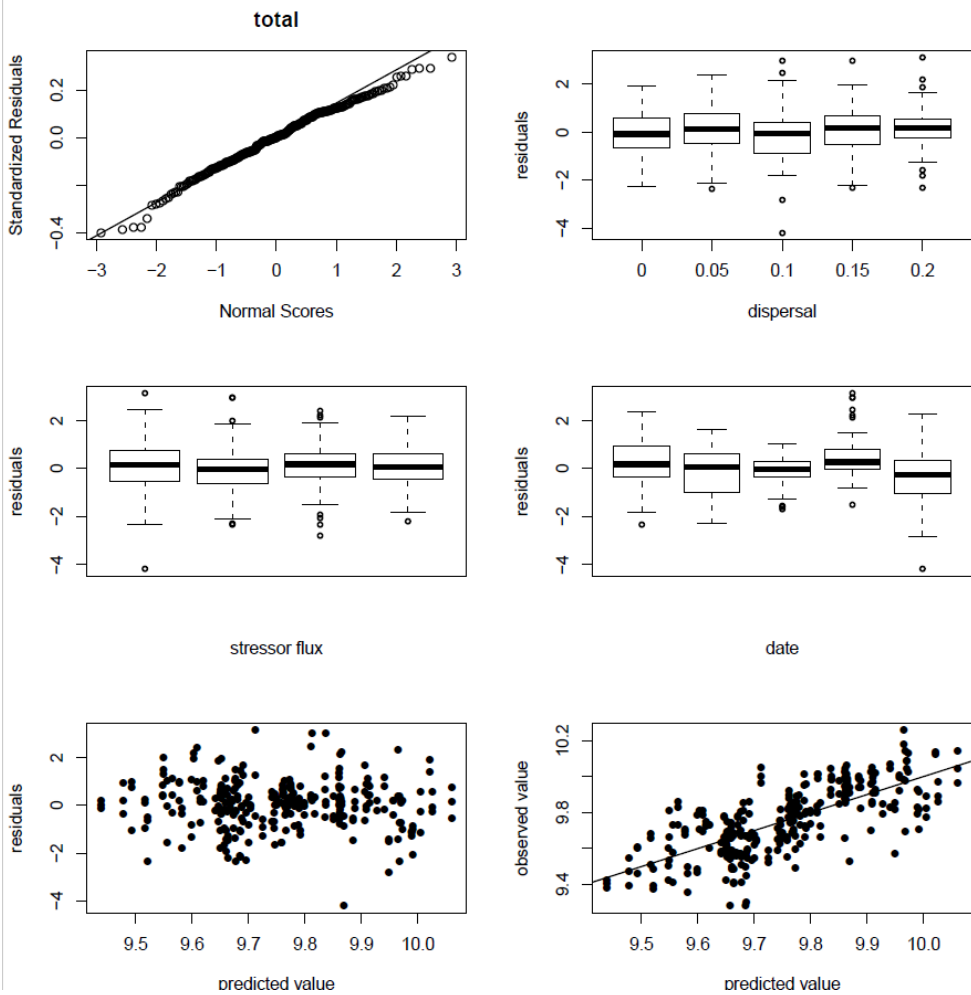 total
Standardized Residuals
0.2
0.0
−0.4
−3 −2 −1 0 1 2 3
Normal Scores
residuals
2
0
−2
−4
0 0.05 0.1 0.15 0.2
dispersal
residuals
2
0
−2
−4
stressor flux
residuals
2
0
−2
−4
date
residuals
2
0
−2
−4
9.5 9.6 9.7 9.8 9.9 10.0
predicted value
observed value
10.2
9.8
9.4
9.5 9.6 9.7 9.8 9.9 10.0
predicted value